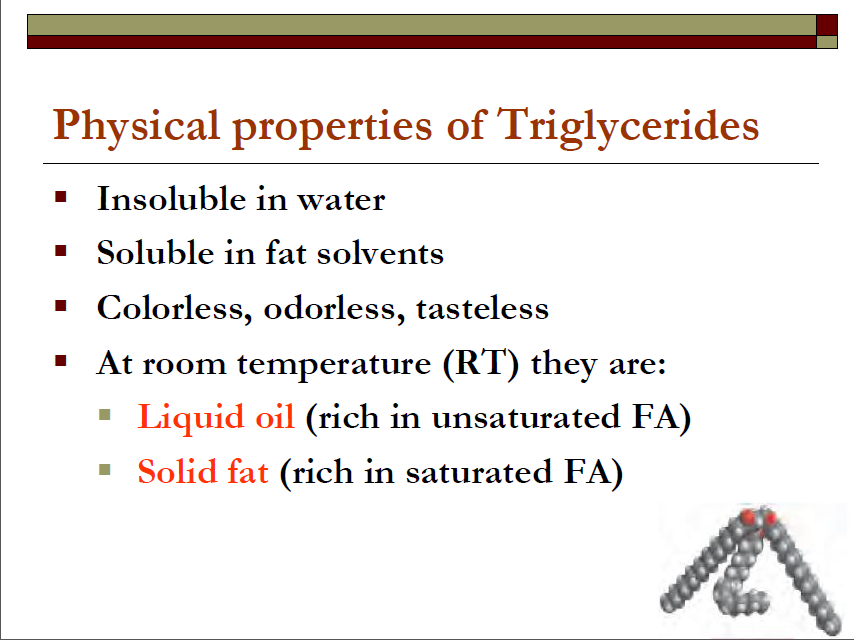 Physical properties of Triglycerides
Insoluble in water
Soluble in fat solvents
Colorless, odorless, tasteless
At room temperature (RT) they are:
Liquid oil (rich in unsaturated FA)
Solid fat (rich in saturated FA)